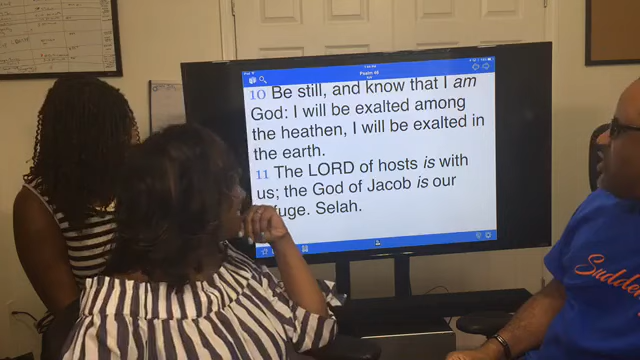 Psalm 46
10 Be still, and know that I am
God: I will be exalted among
the heathen, I will be exalted in
the earth.
11 The LORD of hosts is with
us; the God of Jacob is our
fuge. Selah.
Sudden